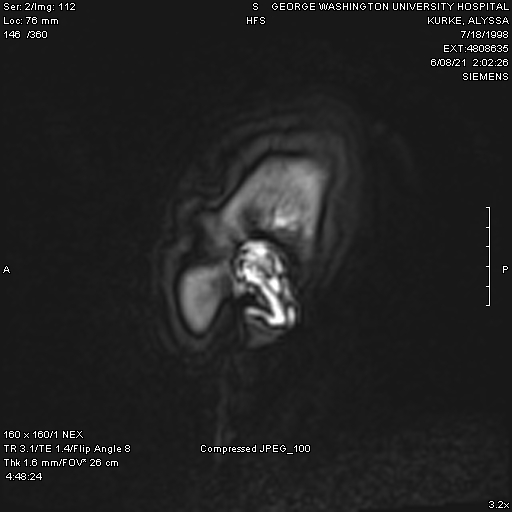 Ser: 2/Img: 112
Loc: 76 mm
146 /360
S GEORGE WASHINGTON UNIVERSITY HOSPITAL
HFS
KURKE, ALYSSA
7/18/1998
EXT:4808635
6/08/21 2:02:26
SIEMENS
A
P
160 x 160/1 NEX
TR 3.1/TE 1.4/Flip Angle 8
Thk 1.6 mm/FOV* 26 cm
4:48:24
Compressed JPEG_100
3.2x